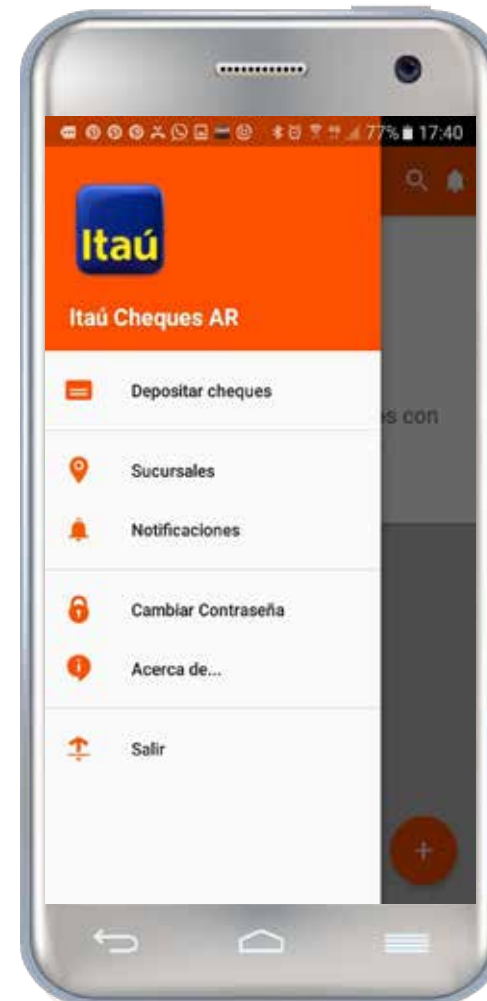 77% 17:40
Itaú
Itaú Cheques AR
Depositar cheques
s con
Sucursales
Notificaciones
Cambiar Contraseña
Acerca de...
Salir